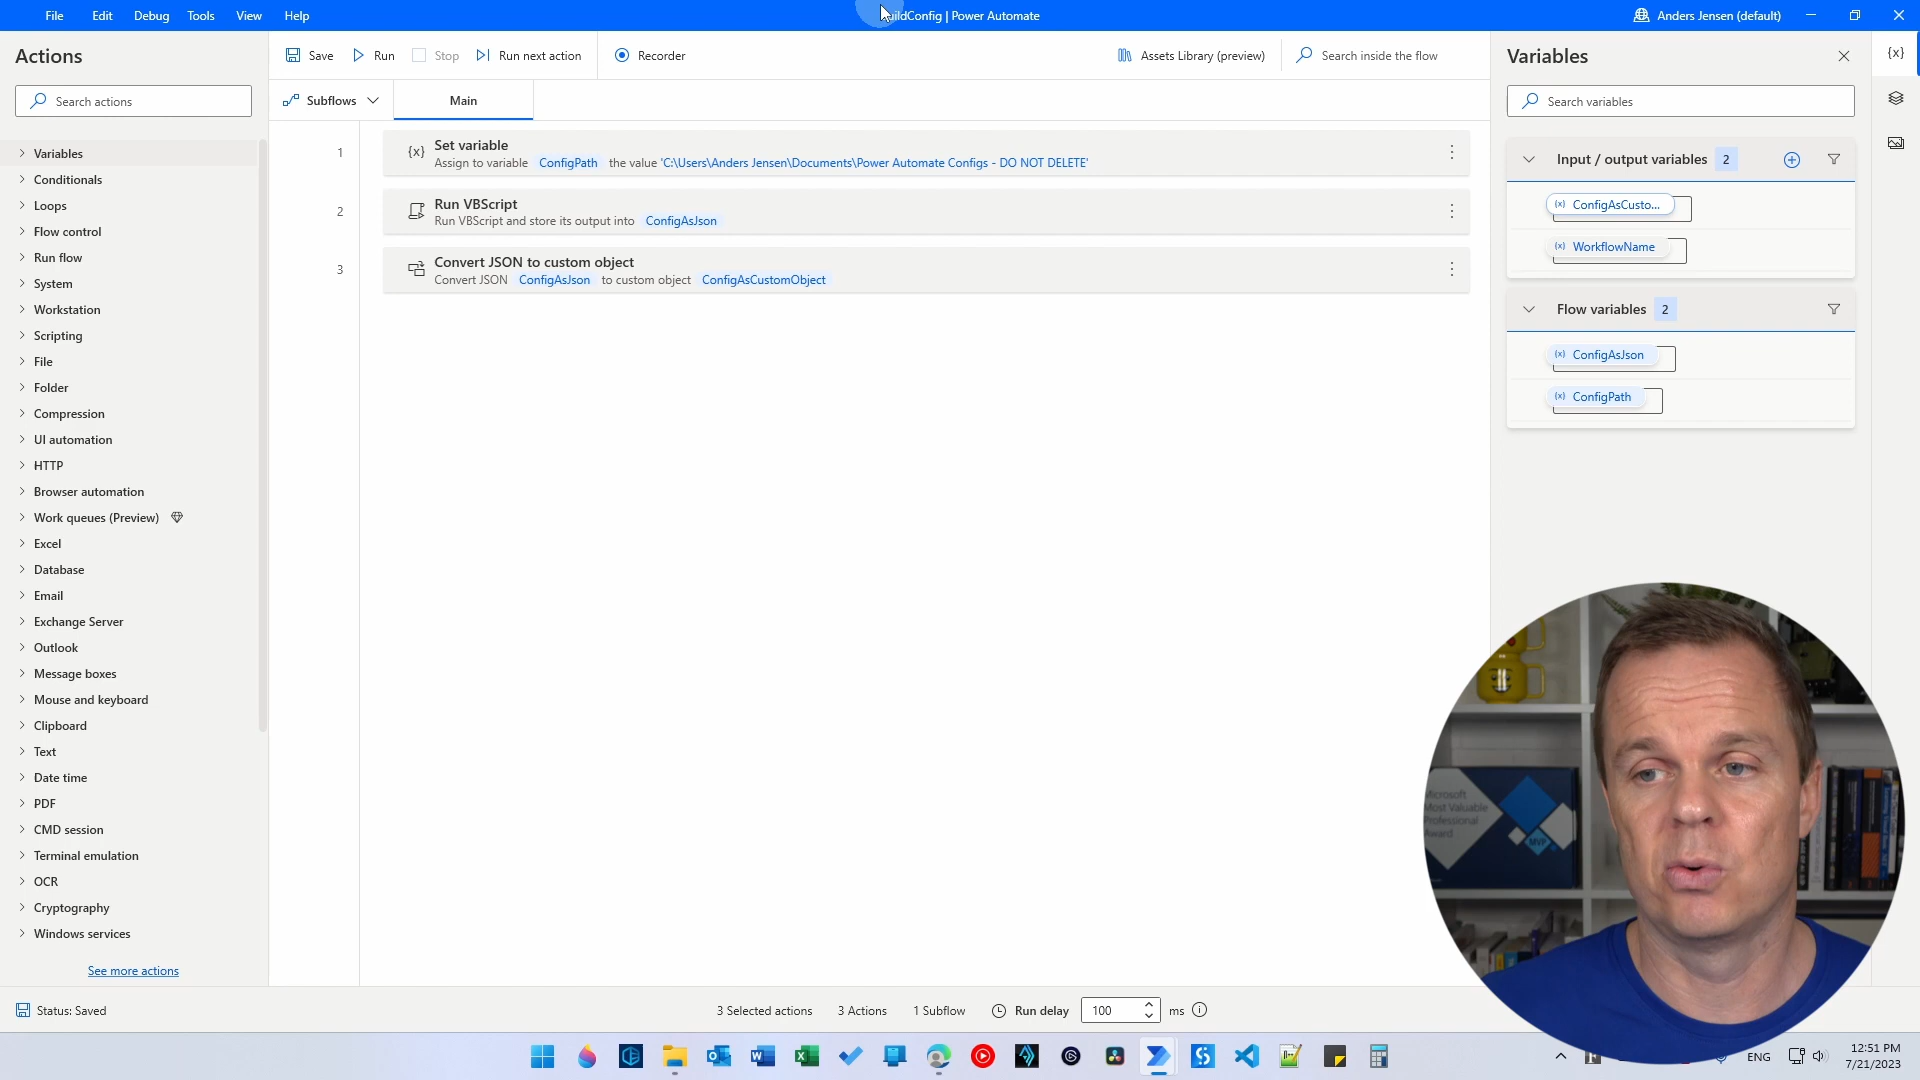 File Edit Debug Tools View Help
ildConfig | Power Automate
Anders Jensen (default)
Actions
Search actions
Variables
Conditionals
Loops
Flow control
Run flow
System
Workstation
Scripting
File
Folder
Compression
UI automation
HTTP
Browser automation
Work queues (Preview)
Excel
Database
Email
Exchange Server
Outlook
Message boxes
Mouse and keyboard
Clipboard
Text
Date time
PDF
CMD session
Terminal emulation
OCR
Cryptography
Windows services
See more actions
Save Run Stop Run next action Recorder
Assets Library (preview) Search inside the flow
Subflows Main
1
{x} Set variable
Assign to variable ConfigPath the value 'C:\Users\Anders Jensen\Documents\Power Automate Configs - DO NOT DELETE'
2
Run VBScript
Run VBScript and store its output into ConfigAsJson
3
Convert JSON to custom object
Convert JSON ConfigAsJson to custom object ConfigAsCustomObject
Variables
{x}
Search variables
Input / output variables 2
(x) ConfigAsCusto...
(x) WorkflowName
Flow variables 2
(x) ConfigAsJson
(x) ConfigPath
Microsoft
Most Valuable
Professional
Award
MVP
Status: Saved
3 Selected actions 3 Actions 1 Subflow Run delay 100 ms
ENG
12:51 PM
7/21/2023